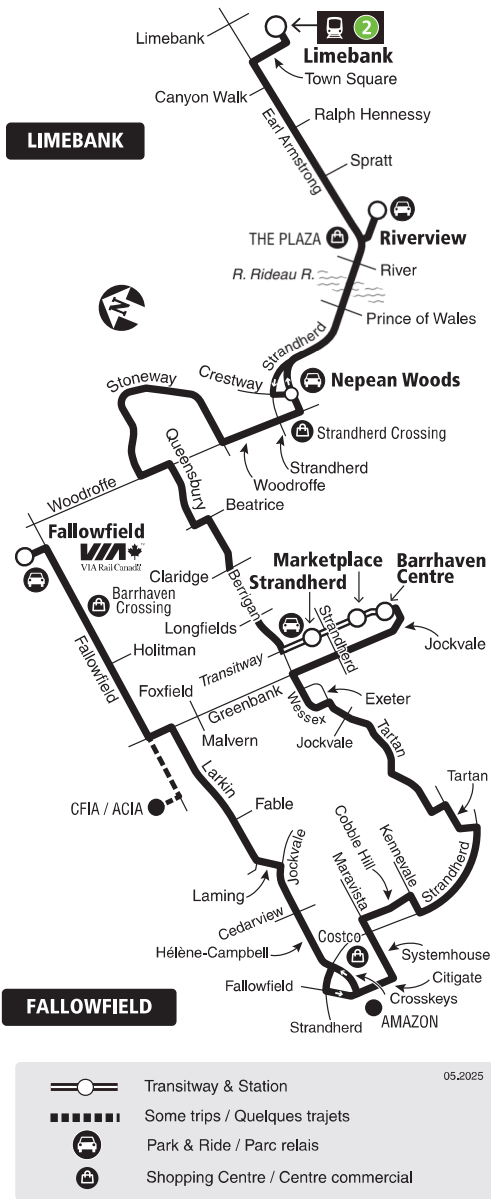 Limebank
2
Limebank
Town Square
Canyon Walk
Ralph Hennessy
LIMEBANK
Earl Armstrong
Spratt
THE PLAZA
Riverview
R. Rideau R.
River
N
Prince of Wales
Strandherd
Crestway
Nepean Woods
Stoneway
Strandherd Crossing
Queensbury
Strandherd
Woodroffe
Woodroffe
Beatrice
Fallowfield
VIA
VIA Rail Canada
Claridge
Marketplace
Barrhaven
Centre
Strandherd
Berrigan
Barrhaven
Crossing
Longfields
Strandherd
Jockvale
Holitman
Transitway
Fallowfield
Foxfield
Greenbank
Wessex
Exeter
Malvern
Jockvale
Tartan
Larkin
Tartan
CFIA / ACIA
Fable
Cobble Hill
Kennevale
Jockvale
Maravista
Strandherd
Laming
Cedarview
Costco
Hélène-Campbell
Systemhouse
Fallowfield
Citigate
Crosskeys
FALLOWFIELD
AMAZON
Strandherd
05.2025
Transitway & Station
Some trips / Quelques trajets
Park & Ride / Parc relais
Shopping Centre / Centre commercial